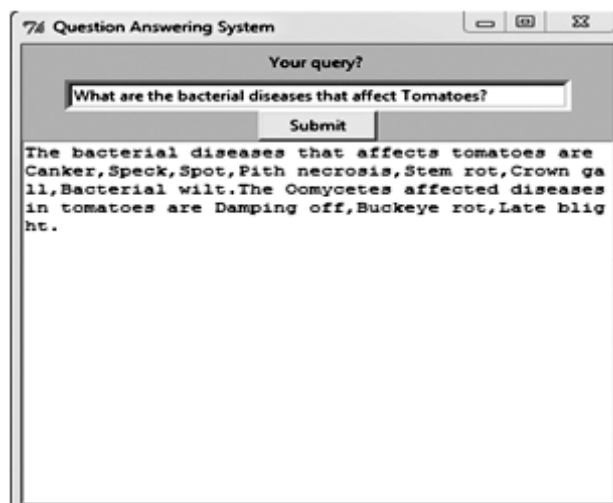 Question Answering System
Your query?
What are the bacterial diseases that affect Tomatoes?
Submit
The bacterial diseases that affects tomatoes are
Canker,Speck,Spot,Pith necrosis,Stem rot,Crown ga
ll,Bacterial wilt.The Oomycetes affected diseases
in tomatoes are Damping off,Buckeye rot,Late blig
ht.